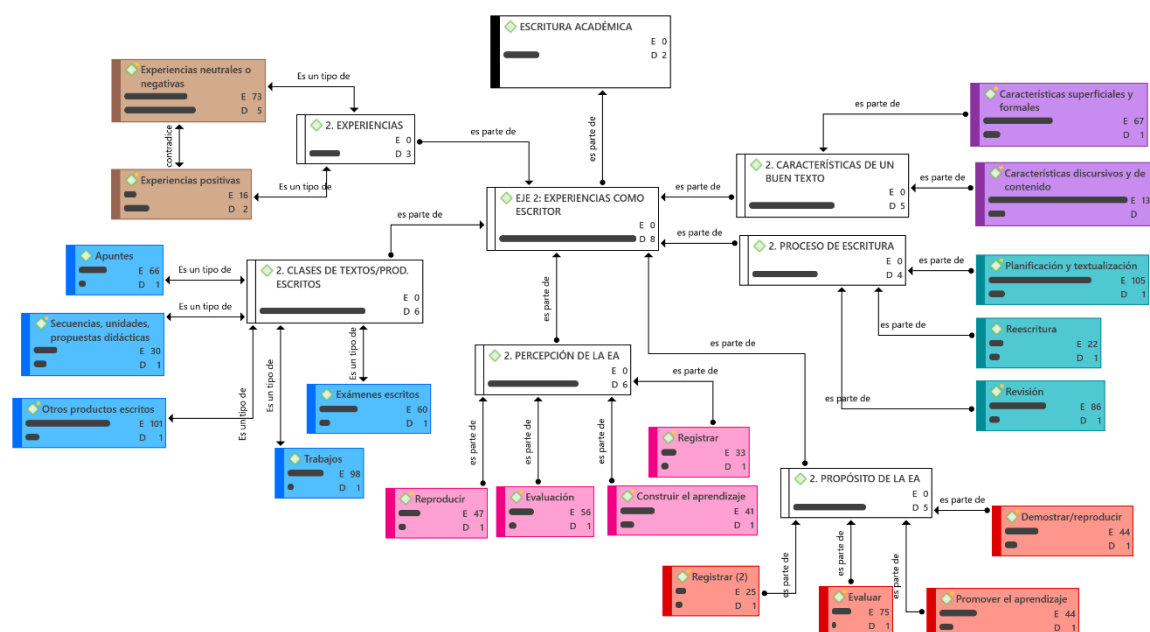 ESCRITURA ACADÉMICA
E 0
D 2
Experiencias neutrales o
negativas
E 73
D 5
Es un tipo de
contradice
2. EXPERIENCIAS
E 0
D 3
es parte de
es parte de
Experiencias positivas
E 16
D 2
Es un tipo de
Características superficiales y
formales
E 67
D 1
es parte de
2. CARACTERÍSTICAS DE UN
BUEN TEXTO
E 0
D 5
es parte de
Características discursivos y de
contenido
E 13
D
es parte de
EJE 2: EXPERIENCIAS COMO
ESCRITOR
E 0
D 8
es parte de
es parte de
2. PROCESO DE ESCRITURA
E 0
D 4
es parte de
Planificación y textualización
E 105
D 1
es parte de
Reescritura
E 22
D 1
es parte de
Revisión
E 86
D 1
Apuntes
E 66
D 1
Es un tipo de
2. CLASES DE TEXTOS/PROD.
ESCRITOS
E 0
D 6
Es un tipo de
Secuencias, unidades,
propuestas didácticas
E 30
D 1
Es un tipo de
Es un tipo de
Es un tipo de
Otros productos escritos
E 101
D 1
Exámenes escritos
E 60
D 1
Trabajos
E 98
D 1
es parte de
es parte de
2. PERCEPCIÓN DE LA EA
E 0
D 6
es parte de
es parte de
es parte de
es parte de
Registrar
E 33
D 1
Reproducir
E 47
D 1
Evaluación
E 56
D 1
Construir el aprendizaje
E 41
D 1
2. PROPÓSITO DE LA EA
E 0
D 5
es parte de
Demostrar/reproducir
E 44
D 1
es parte de
es parte de
es parte de
Registrar (2)
E 25
D 1
Evaluar
E 75
D 1
Promover el aprendizaje
E 44
D 1